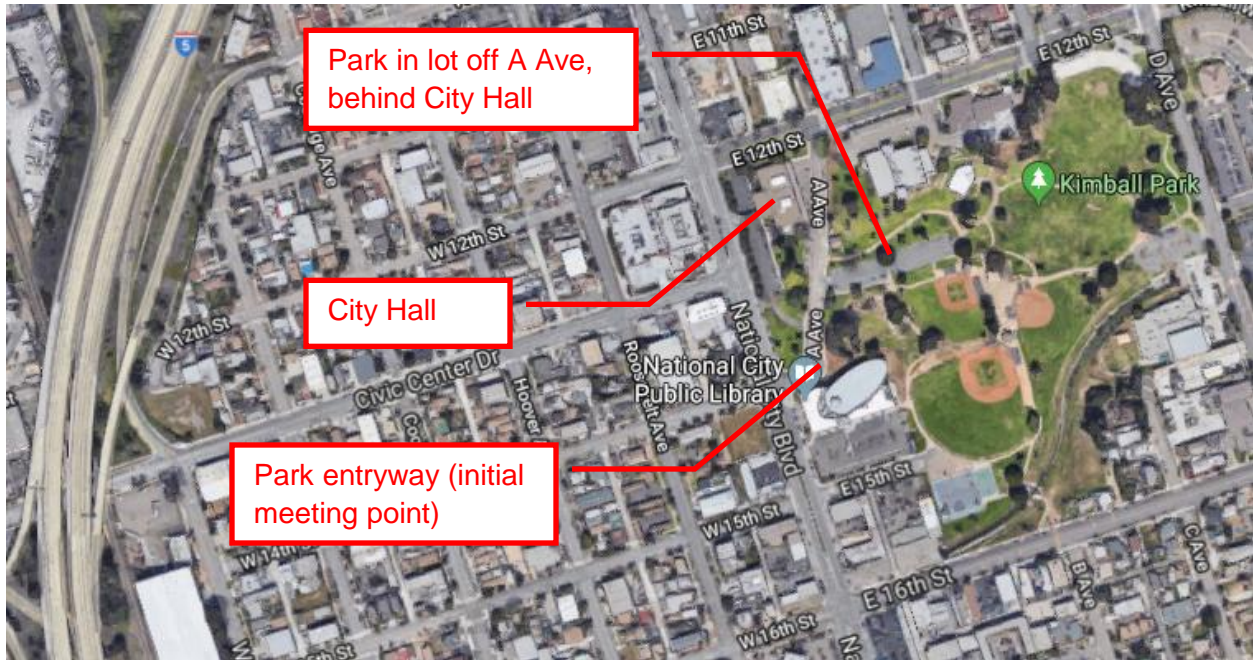 5
E 11th St
E 12th St
D Ave
Park in lot off A Ave,
behind City Hall
E 12th St
A Ave
Kimball Park
W 12th St
City Hall
W 12th St
A Ave
National City Blvd
National City
Public Library
Civic Center Dr
Roosevelt Ave
Hoover
Park entryway (initial
meeting point)
E 15th St
W 15th St
W 14th St
C Ave
B Ave
E 16th St
W 16th St